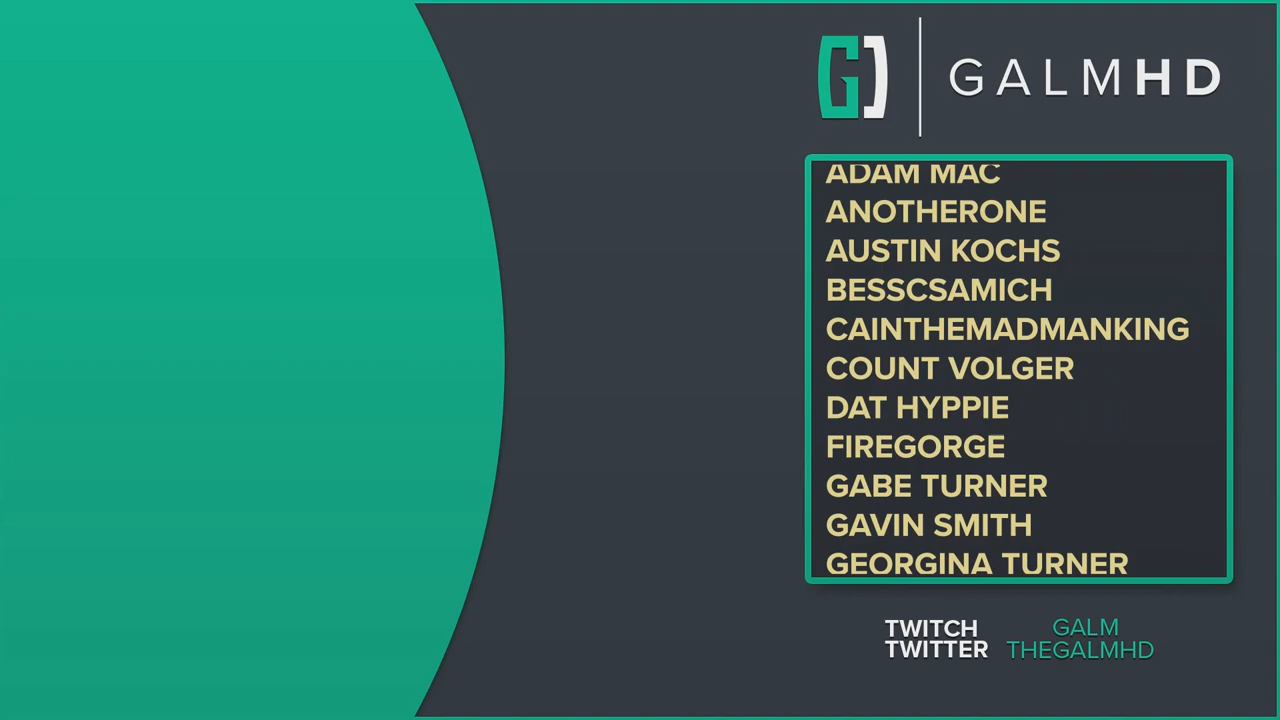 GALMHD
ADAM MAC
ANOTHERONE
AUSTIN KOCHS
BESSCSAMICH
CAINTHEMADMANKING
COUNT VOLGER
DAT HYPPIE
FIREGORGE
GABE TURNER
GAVIN SMITH
GEORGINA TURNER
TWITCH GALM
TWITTER THEGALMHD